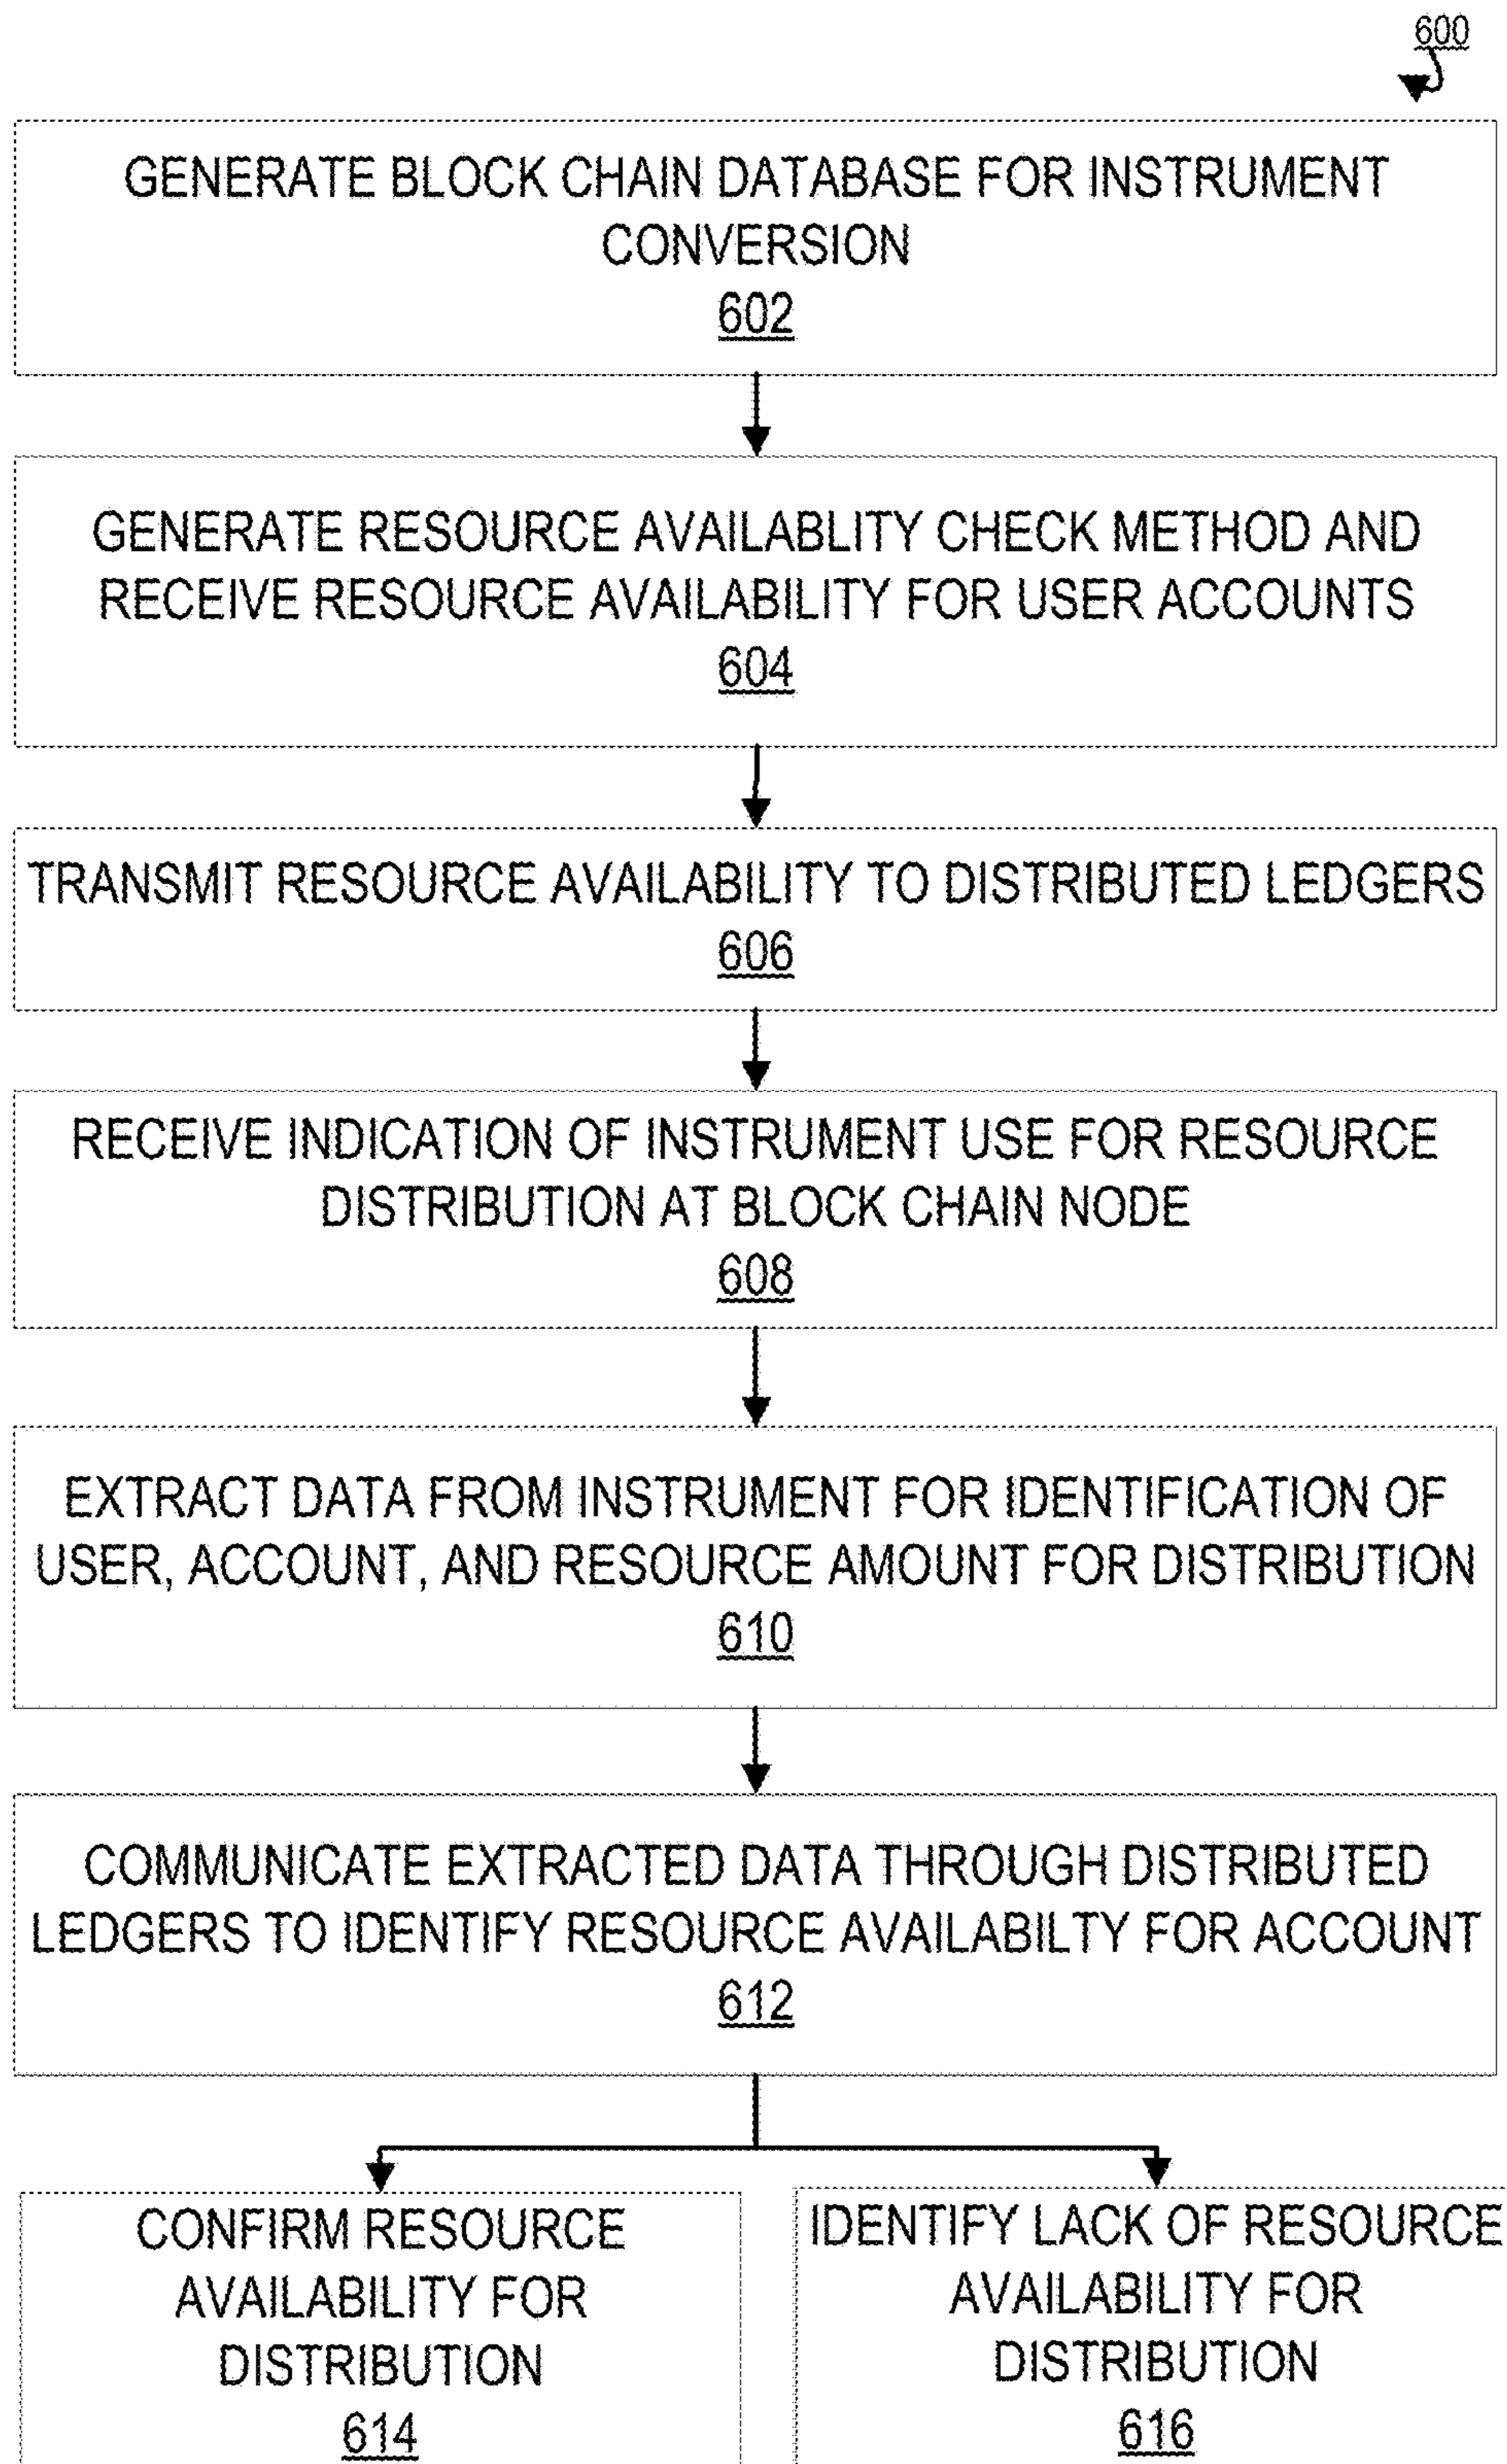 600
GENERATE BLOCK CHAIN DATABASE FOR INSTRUMENT
CONVERSION
602
GENERATE RESOURCE AVAILABLITY CHECK METHOD AND
RECEIVE RESOURCE AVAILABILITY FOR USER ACCOUNTS
604
TRANSMIT RESOURCE AVAILABILITY TO DISTRIBUTED LEDGERS
606
RECEIVE INDICATION OF INSTRUMENT USE FOR RESOURCE
DISTRIBUTION AT BLOCK CHAIN NODE
608
EXTRACT DATA FROM INSTRUMENT FOR IDENTIFICATION OF
USER, ACCOUNT, AND RESOURCE AMOUNT FOR DISTRIBUTION
610
COMMUNICATE EXTRACTED DATA THROUGH DISTRIBUTED
LEDGERS TO IDENTIFY RESOURCE AVAILABILTY FOR ACCOUNT
612
CONFIRM RESOURCE
AVAILABILITY FOR
DISTRIBUTION
614
IDENTIFY LACK OF RESOURCE
AVAILABILITY FOR
DISTRIBUTION
616